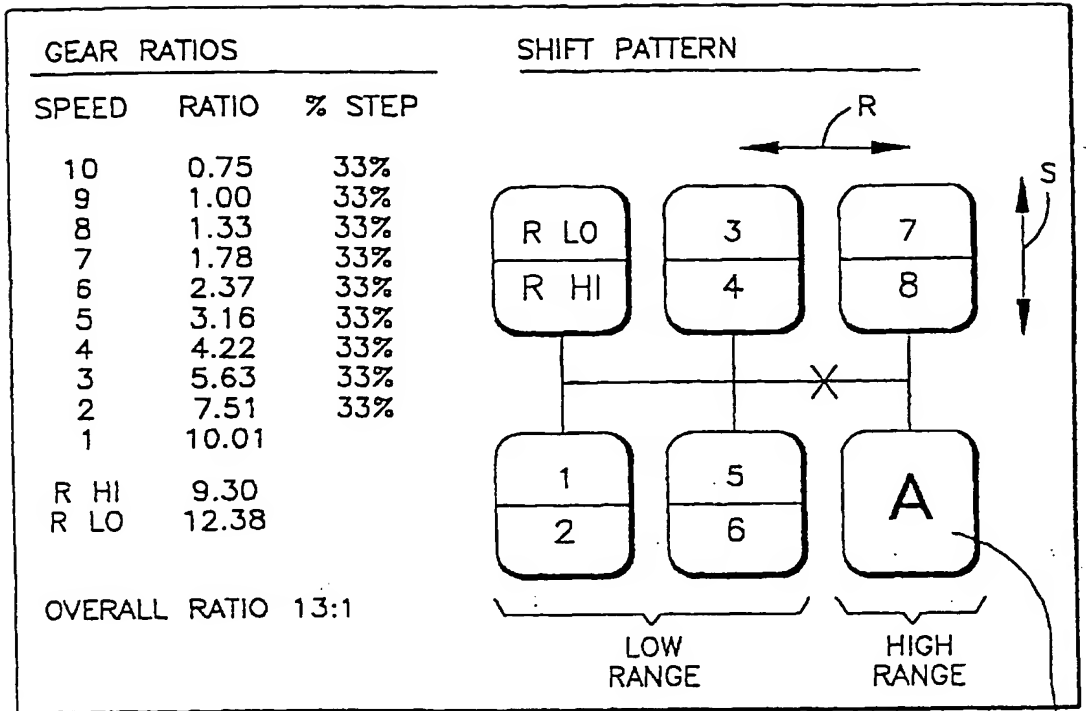 GEAR RATIOS
SPEED RATIO % STEP
10 0.75 33%
9 1.00 33%
8 1.33 33%
7 1.78 33%
6 2.37 33%
5 3.16 33%
4 4.22 33%
3 5.63 33%
2 7.51 33%
1 10.01
R HI 9.30
R LO 12.38
OVERALL RATIO 13:1
SHIFT PATTERN
R
S
R LO 3 7
R HI 4 8
X
1 5 A
2 6
LOW HIGH
RANGE RANGE